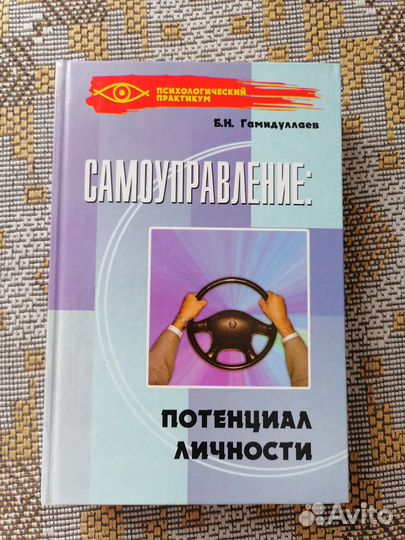 ПСИХОЛОГИЧЕСКИЙ
ПРАКТИКУМ
Б.Н. Гамидуллаев
САМОУПРАВЛЕНИЕ:
ПОТЕНЦИАЛ
ЛИЧНОСТИ
Avito